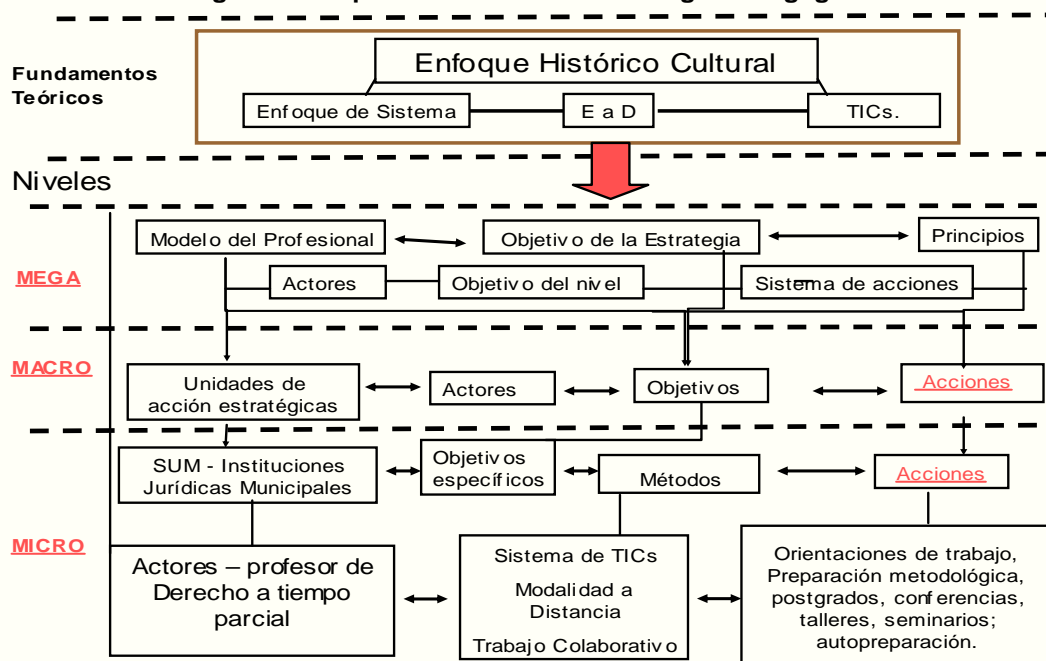 Fundamentos
Teóricos
Enfoque Histórico Cultural
Enfoque de Sistema
E a D
TICs.
Niveles
MEGA
Modelo del Profesional
Objetivo de la Estrategia
Principios
Actores
Objetivo del nivel
Sistema de acciones
MACRO
Unidades de
acción estratégicas
Actores
Objetivos
Acciones
MICRO
SUM - Instituciones
Jurídicas Municipales
Objetivos
específicos
Métodos
Acciones
Actores – profesor de
Derecho a tiempo
parcial
Sistema de TICs
Modalidad a
Distancia
Trabajo Colaborativo
Orientaciones de trabajo,
Preparación metodológica,
postgrados, conferencias,
talleres, seminarios;
autopreparación.